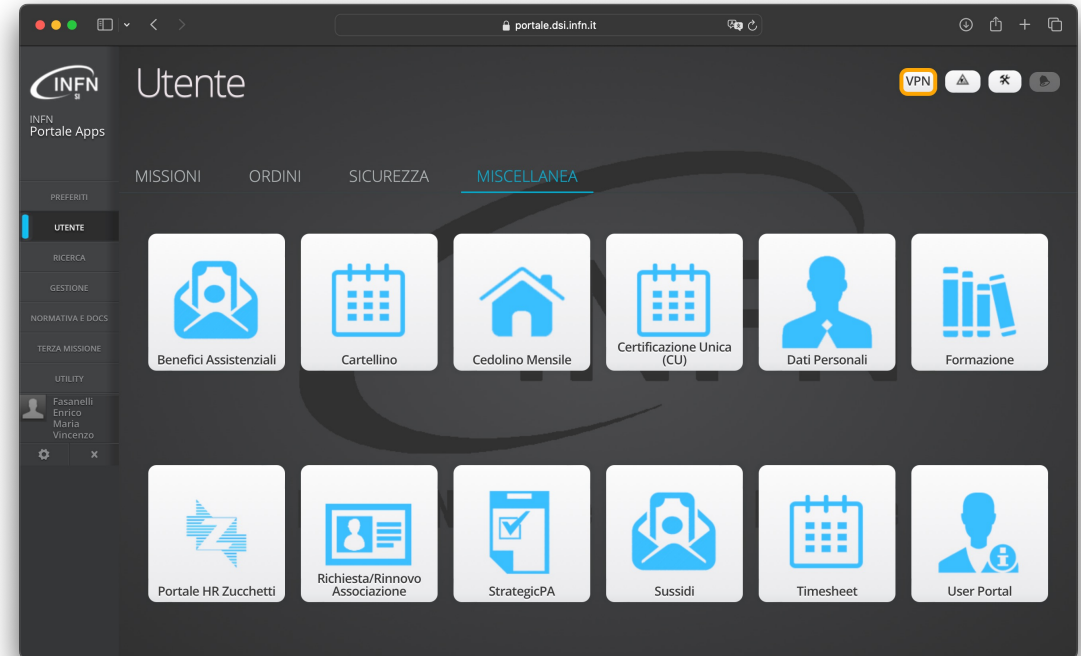 portale.dsi.infn.it
INFN
SI
INFN
Portale Apps
Utente
VPN
MISSIONI
ORDINI
SICUREZZA
MISCELLANEA
PREFERITI
UTENTE
RICERCA
GESTIONE
NORMATIVA E DOCS
TERZA MISSIONE
UTILITY
Fasanelli
Enrico
Maria
Vincenzo
Benefici Assistenziali
Cartellino
Cedolino Mensile
Certificazione Unica
(CU)
Dati Personali
Formazione
Portale HR Zucchetti
Richiesta/Rinnovo
Associazione
StrategicPA
Sussidi
Timesheet
User Portal